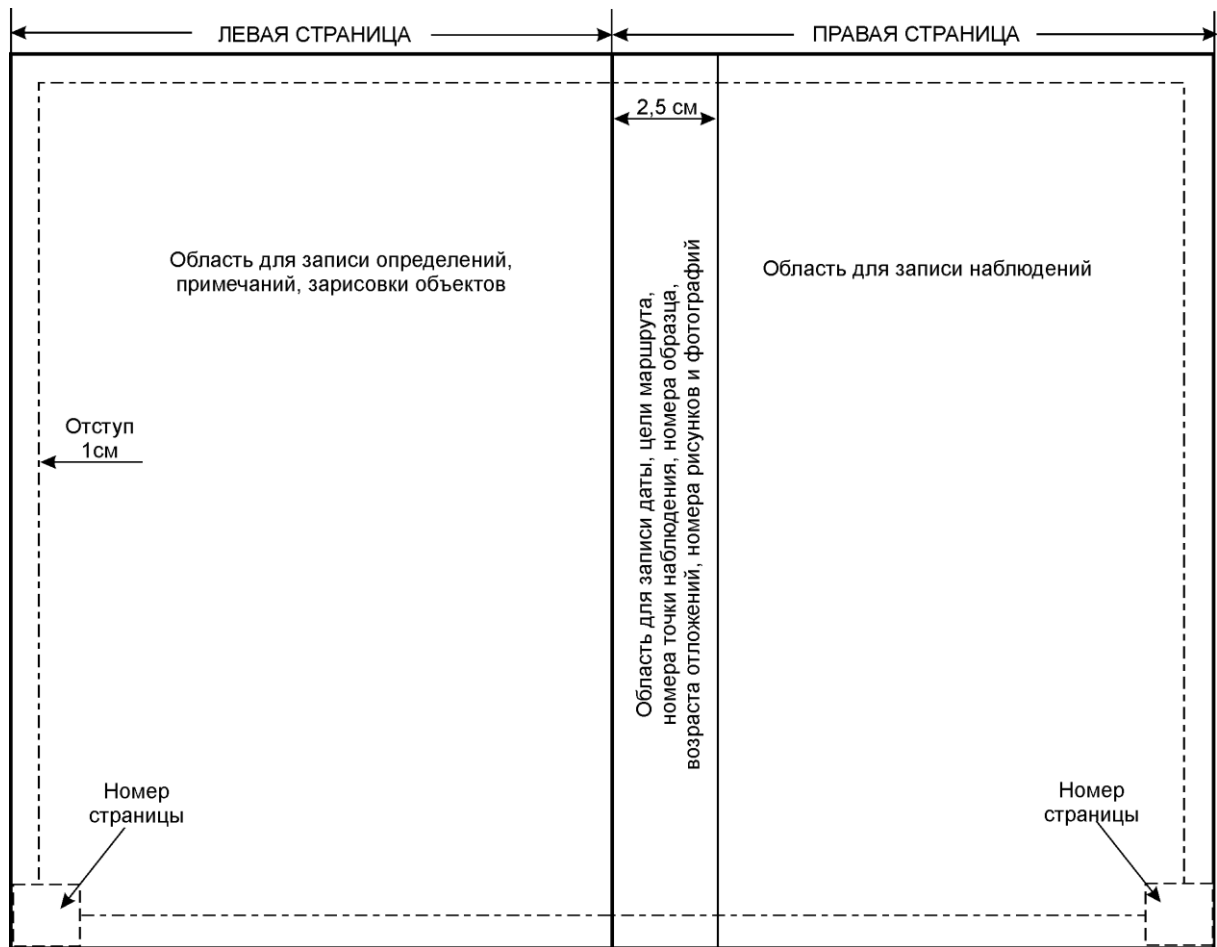 ЛЕВАЯ СТРАНИЦА
ПРАВАЯ СТРАНИЦА
2,5 см
Область для записи определений,
примечаний, зарисовки объектов
Область для записи даты, цели маршрута,
номера точки наблюдения, номера образца,
возраста отложений, номера рисунков и фотографий
Область для записи наблюдений
Отступ
1см
Номер
страницы
Номер
страницы